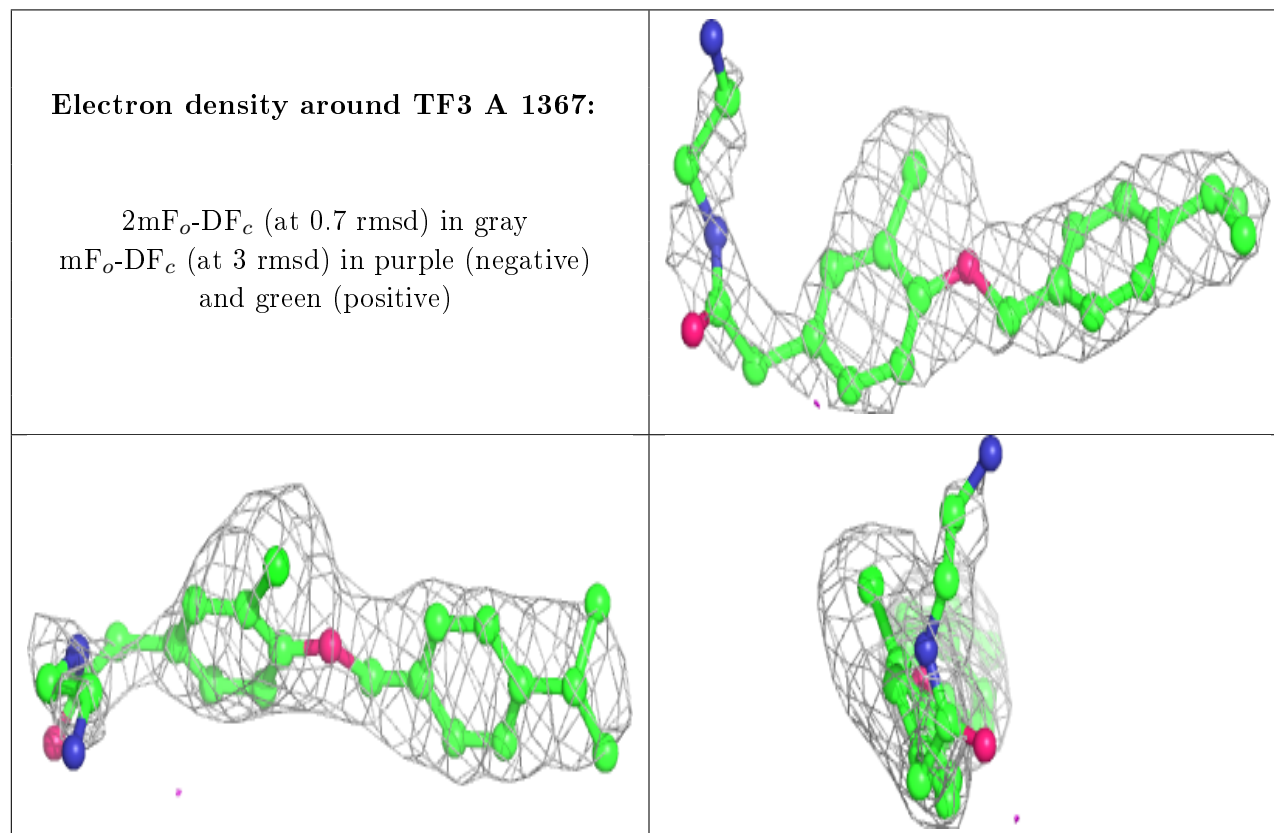 Electron density around TF3 A 1367:
2mFₒ-DF𝒸 (at 0.7 rmsd) in gray
mFₒ-DF𝒸 (at 3 rmsd) in purple (negative)
and green (positive)